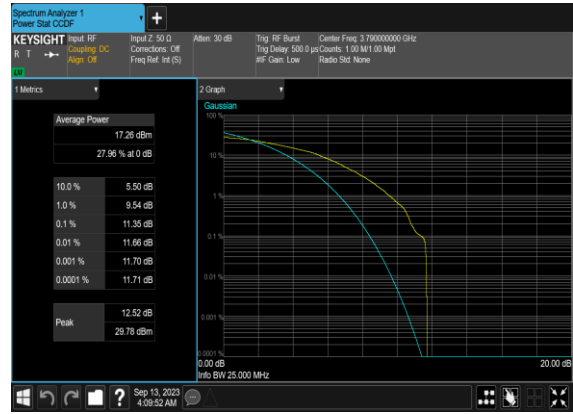 Spectrum Analyzer 1
Power Stat CCDF
KEYSIGHT
R T
LXI
Input: RF
Coupling: DC
Align: Off
Input Z: 50 Ω
Corrections: Off
Freq Ref: Int (S)
Atten: 30 dB
Trig: RF Burst
Trig Delay: 500.0 µs
#IF Gain: Low
Center Freq: 3.790000000 GHz
Counts: 1.00 M/1.00 Mpt
Radio Std: None
1 Metrics
Average Power
17.26 dBm
27.96 % at 0 dB
10.0 % 5.50 dB
1.0 % 9.54 dB
0.1 % 11.35 dB
0.01 % 11.66 dB
0.001 % 11.70 dB
0.0001 % 11.71 dB
Peak
12.52 dB
29.78 dBm
2 Graph
Gaussian
100 %
10 %
1 %
0.1 %
0.01 %
0.001 %
0.0001 %
0.00 dB
20.00 dB
Info BW 25.000 MHz
?
Sep 13, 2023
4:09:52 AM